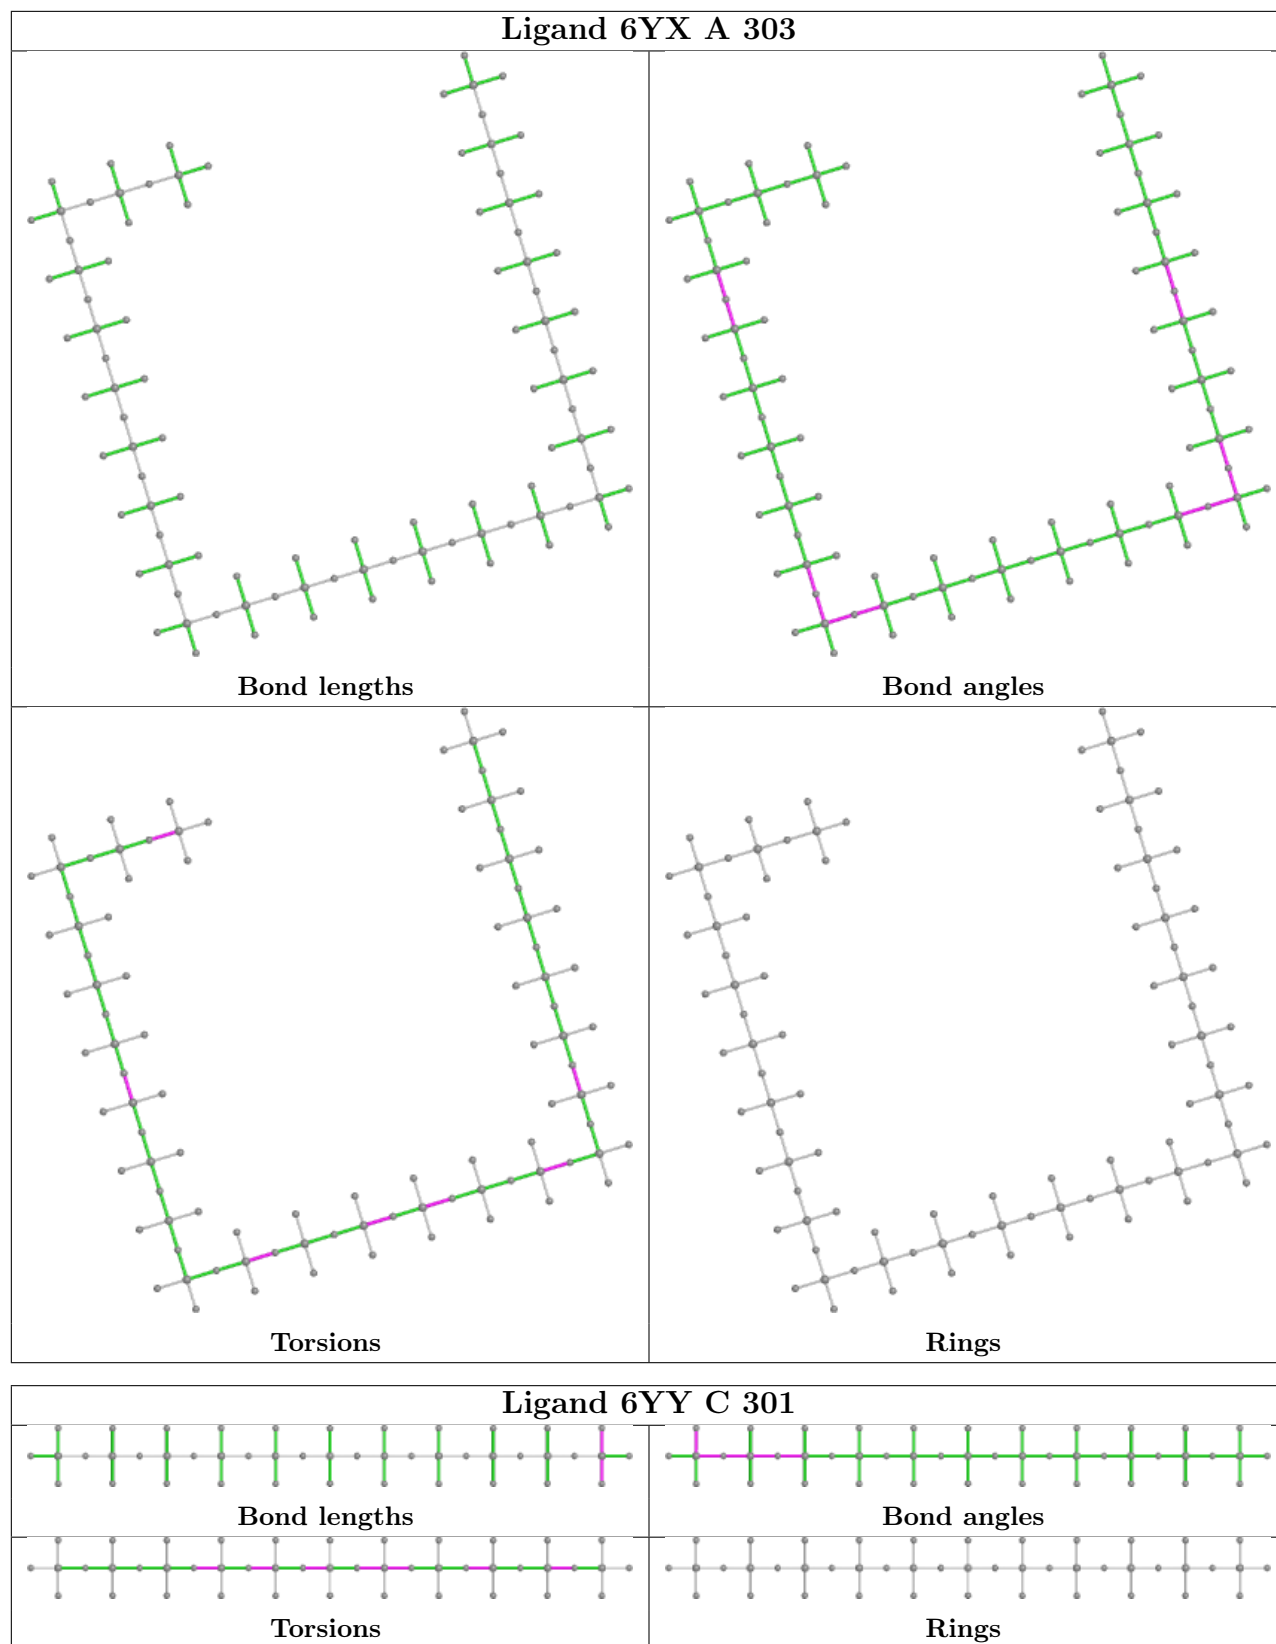 Ligand 6YX A 303
Bond lengths
Bond angles
Torsions
Rings
Ligand 6YY C 301
Bond lengths
Bond angles
Torsions
Rings